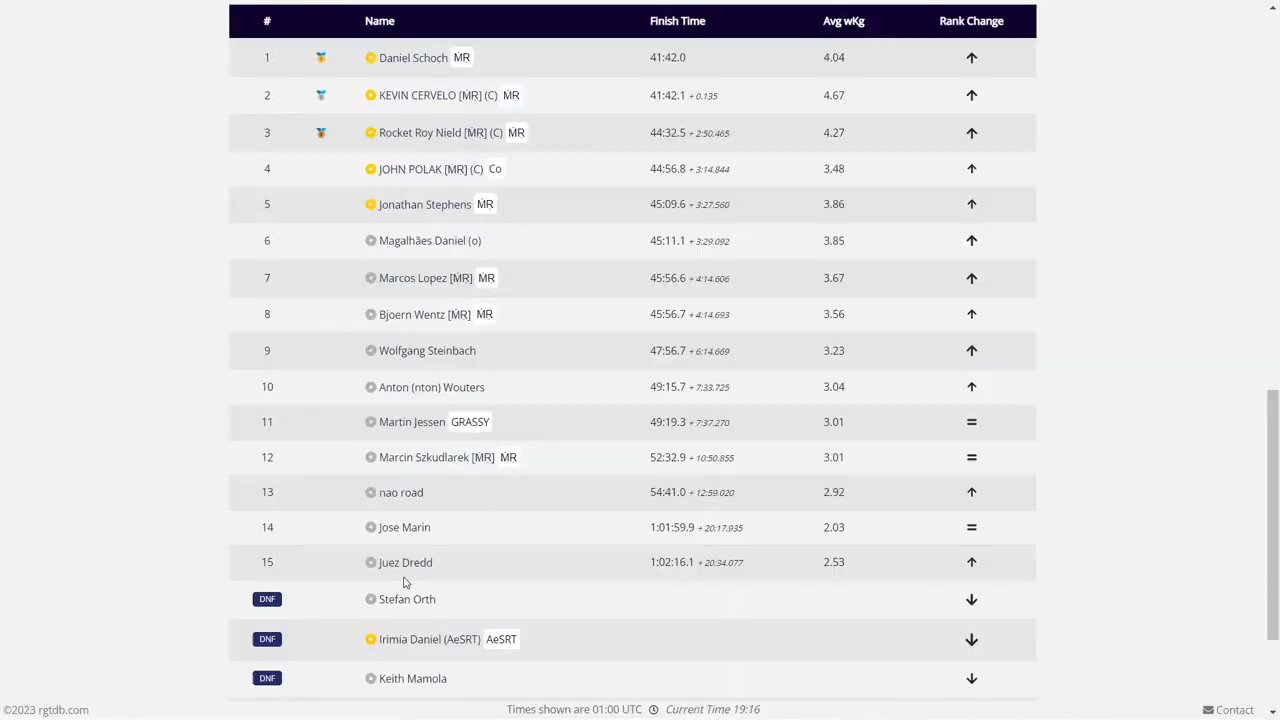 # Name Finish Time Avg wKg Rank Change
1 Daniel Schoch MR 41:42.0 4.04
2 KEVIN CERVELO [MR] (C) MR 41:42.1 + 0.135 4.67
3 Rocket Roy Nield [MR] (C) MR 44:32.5 + 2:50.465 4.27
4 JOHN POLAK [MR] (C) Co 44:56.8 + 3:14.844 3.48
5 Jonathan Stephens MR 45:09.6 + 3:27.560 3.86
6 Magalhães Daniel (o) 45:11.1 + 3:29.092 3.85
7 Marcos Lopez [MR] MR 45:56.6 + 4:14.606 3.67
8 Bjoern Wentz [MR] MR 45:56.7 + 4:14.693 3.56
9 Wolfgang Steinbach 47:56.7 + 6:14.669 3.23
10 Anton (nton) Wouters 49:15.7 + 7:33.725 3.04
11 Martin Jessen GRASSY 49:19.3 + 7:37.270 3.01
12 Marcin Szkudlarek [MR] MR 52:32.9 + 10:50.855 3.01
13 nao road 54:41.0 + 12:59.020 2.92
14 Jose Marin 1:01:59.9 + 20:17.935 2.03
15 Juez Dredd 1:02:16.1 + 20:34.077 2.53
DNF Stefan Orth
DNF Irimia Daniel (AeSRT) AeSRT
DNF Keith Mamola
©2023 rgtdb.com Times shown are 01:00 UTC Current Time 19:16 Contact